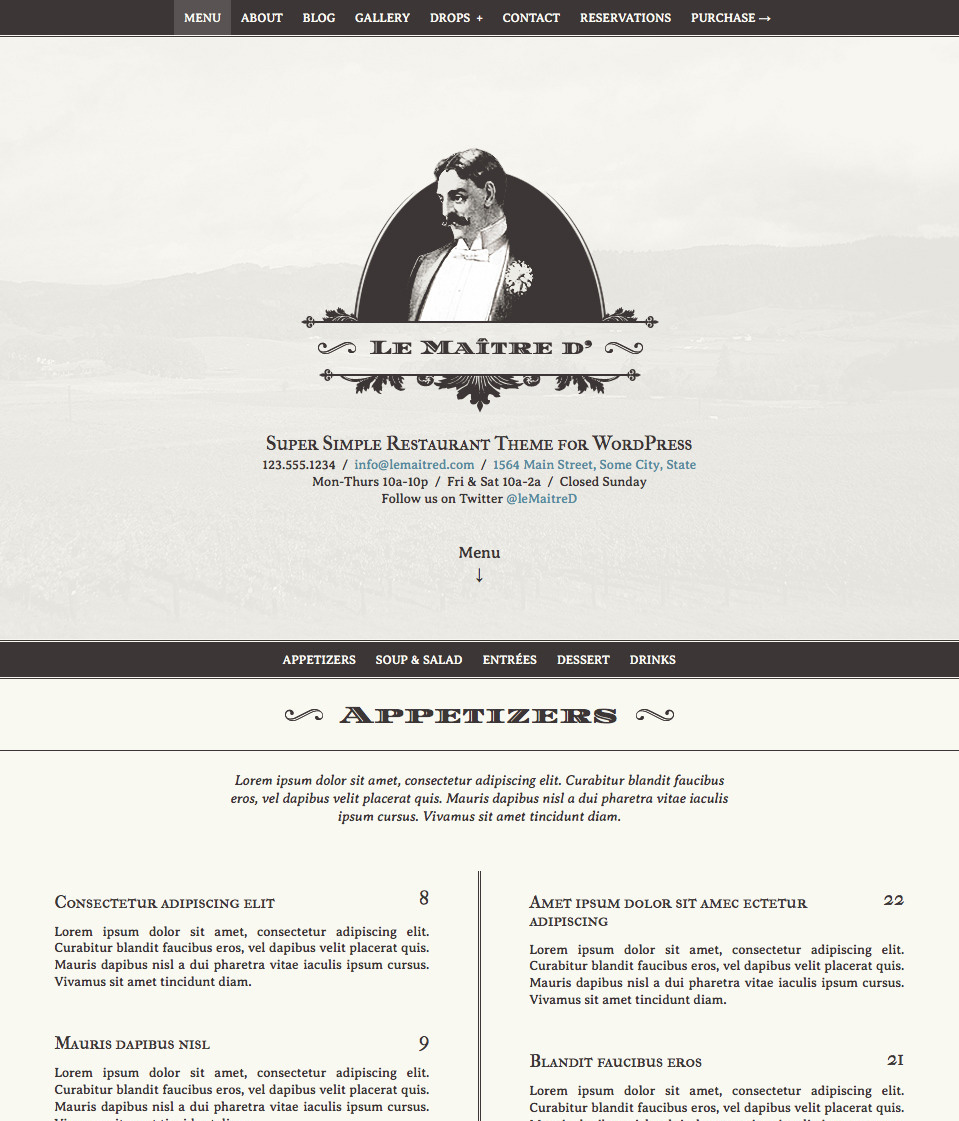 MENU ABOUT BLOG GALLERY DROPS + CONTACT RESERVATIONS PURCHASE →
Le Maître d’
Super Simple Restaurant Theme for WordPress
123.555.1234 / info@lemaitred.com / 1564 Main Street, Some City, State
Mon-Thurs 10a-10p / Fri & Sat 10a-2a / Closed Sunday
Follow us on Twitter @leMaitreD
Menu
↓
APPETIZERS SOUP & SALAD ENTRÉES DESSERT DRINKS
Appetizers
Lorem ipsum dolor sit amet, consectetur adipiscing elit. Curabitur blandit faucibus
eros, vel dapibus velit placerat quis. Mauris dapibus nisl a dui pharetra vitae iaculis
ipsum cursus. Vivamus sit amet tincidunt diam.
Consectetur adipiscing elit 8
Lorem ipsum dolor sit amet, consectetur adipiscing elit.
Curabitur blandit faucibus eros, vel dapibus velit placerat quis.
Mauris dapibus nisl a dui pharetra vitae iaculis ipsum cursus.
Vivamus sit amet tincidunt diam.
Mauris dapibus nisl 9
Lorem ipsum dolor sit amet, consectetur adipiscing elit.
Curabitur blandit faucibus eros, vel dapibus velit placerat quis.
Mauris dapibus nisl a dui pharetra vitae iaculis ipsum cursus.
Amet ipsum dolor sit amec ectetur 22
adipiscing
Lorem ipsum dolor sit amet, consectetur adipiscing elit.
Curabitur blandit faucibus eros, vel dapibus velit placerat quis.
Mauris dapibus nisl a dui pharetra vitae iaculis ipsum cursus.
Vivamus sit amet tincidunt diam.
Blandit faucibus eros 21
Lorem ipsum dolor sit amet, consectetur adipiscing elit.
Curabitur blandit faucibus eros, vel dapibus velit placerat quis.